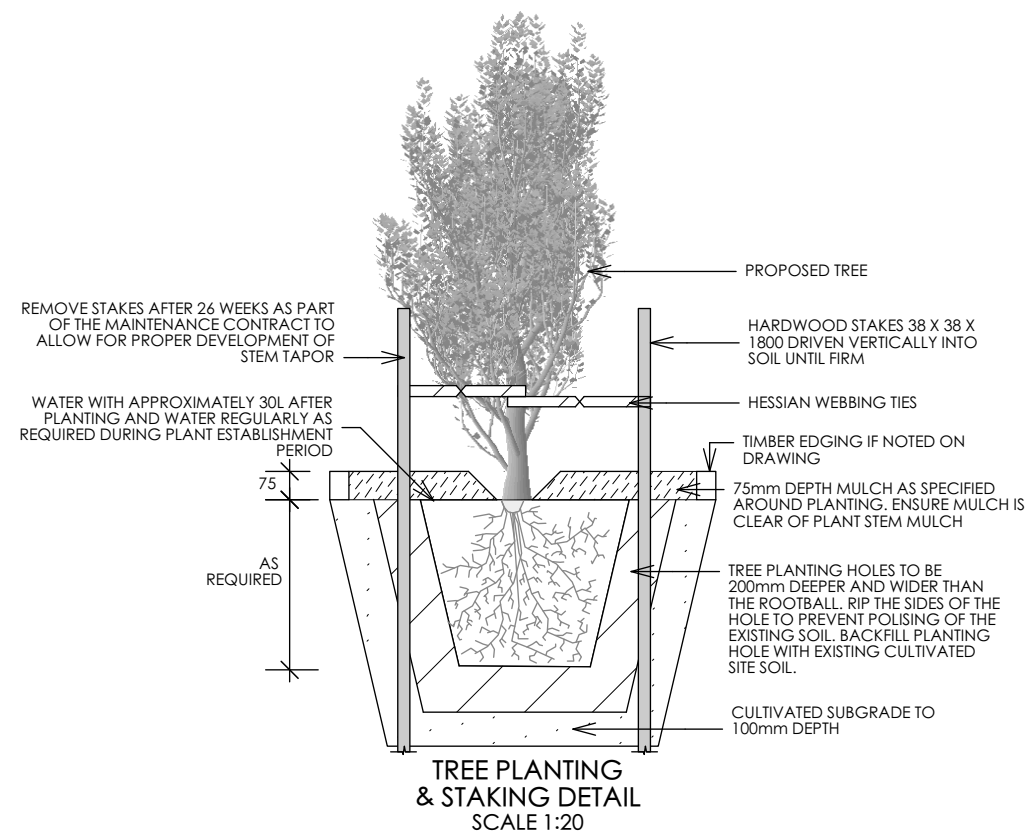 PROPOSED TREE
REMOVE STAKES AFTER 26 WEEKS AS PART
OF THE MAINTENANCE CONTRACT TO
ALLOW FOR PROPER DEVELOPMENT OF
STEM TAPOR
HARDWOOD STAKES 38 X 38 X
1800 DRIVEN VERTICALLY INTO
SOIL UNTIL FIRM
WATER WITH APPROXIMATELY 30L AFTER
PLANTING AND WATER REGULARLY AS
REQUIRED DURING PLANT ESTABLISHMENT
PERIOD
HESSIAN WEBBING TIES
TIMBER EDGING IF NOTED ON
DRAWING
75
75mm DEPTH MULCH AS SPECIFIED
AROUND PLANTING. ENSURE MULCH IS
CLEAR OF PLANT STEM MULCH
AS
REQUIRED
TREE PLANTING HOLES TO BE
200mm DEEPER AND WIDER THAN
THE ROOTBALL. RIP THE SIDES OF THE
HOLE TO PREVENT POLISING OF THE
EXISTING SOIL. BACKFILL PLANTING
HOLE WITH EXISTING CULTIVATED
SITE SOIL.
CULTIVATED SUBGRADE TO
100mm DEPTH
TREE PLANTING
& STAKING DETAIL
SCALE 1:20